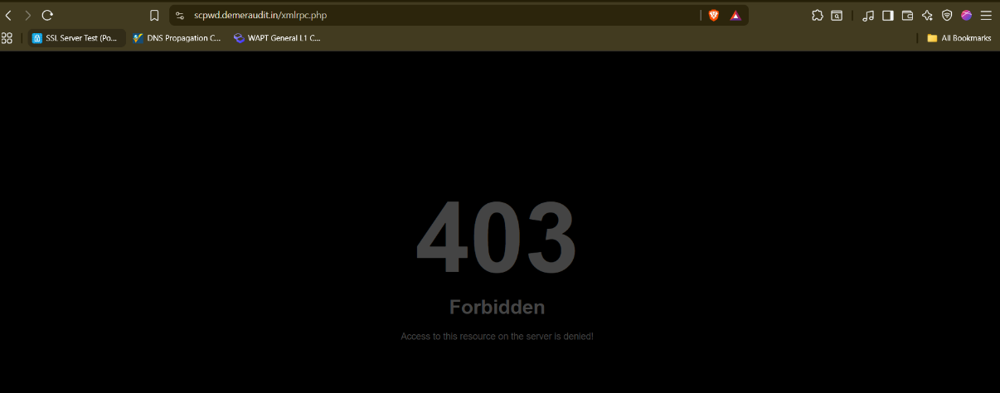 scpwd.demeraudit.in/xmlrpc.php
SSL Server Test (Po... DNS Propagation C... WAPT General L1 C... All Bookmarks
403
Forbidden
Access to this resource on the server is denied!